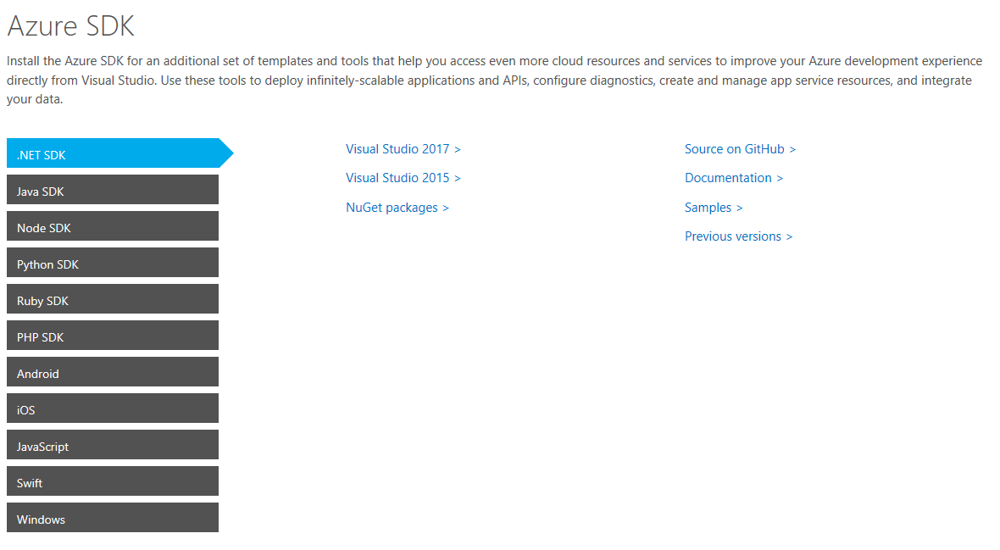 Azure SDK
Install the Azure SDK for an additional set of templates and tools that help you access even more cloud resources and services to improve your Azure development experience
directly from Visual Studio. Use these tools to deploy infinitely-scalable applications and APIs, configure diagnostics, create and manage app service resources, and integrate
your data.
.NET SDK
Java SDK
Node SDK
Python SDK
Ruby SDK
PHP SDK
Android
iOS
JavaScript
Swift
Windows
Visual Studio 2017 >
Visual Studio 2015 >
NuGet packages >
Source on GitHub >
Documentation >
Samples >
Previous versions >